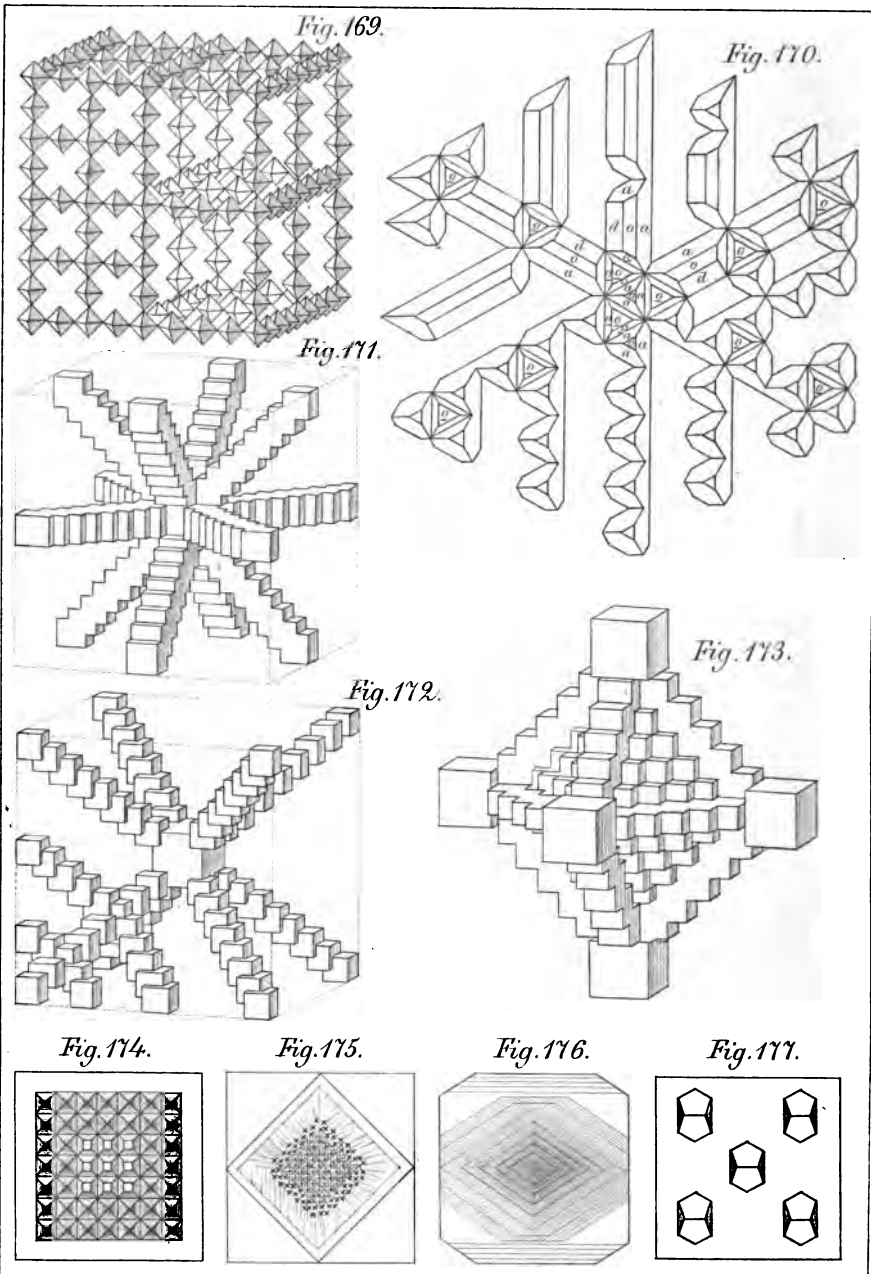 Fig. 169.
Fig. 170.
a
d o a
o
o
o
o
d
o
a
a
o
d
o
o
o
a
a
o
o
o
o
Fig. 171.
Fig. 172.
Fig. 173.
Fig. 174.
Fig. 175.
Fig. 176.
Fig. 177.